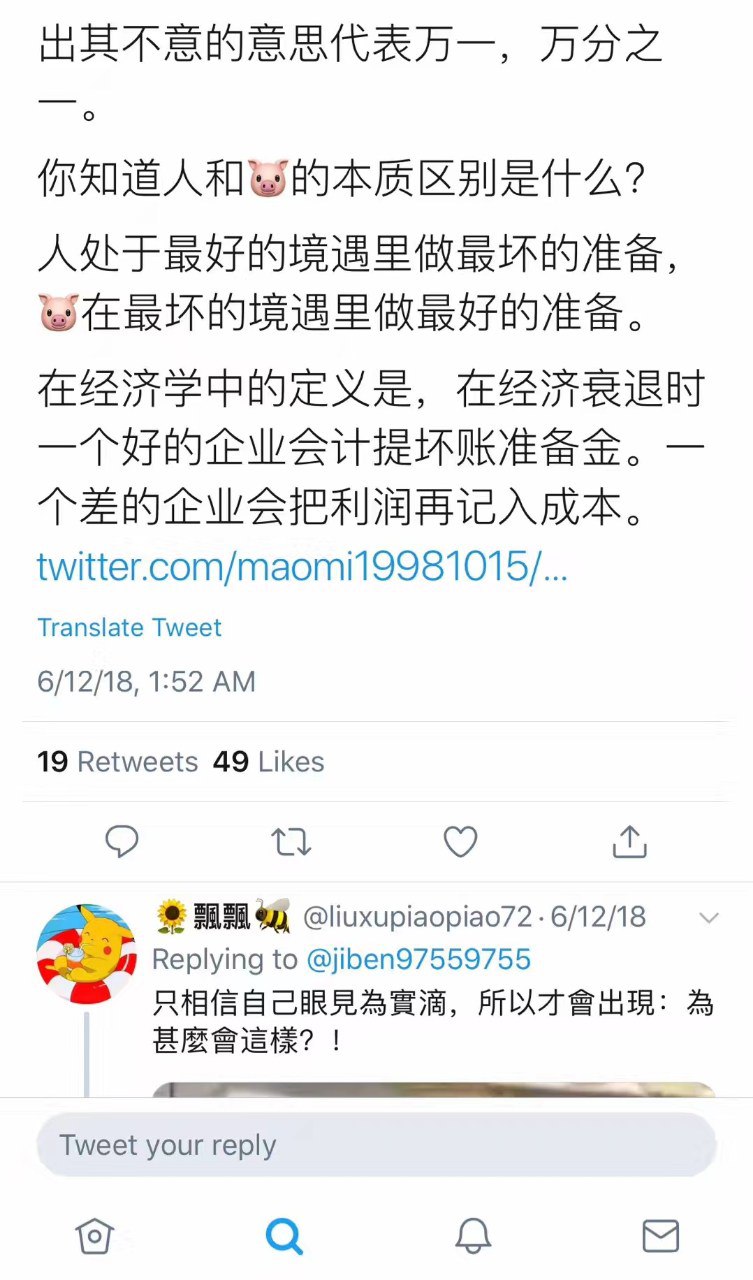 出其不意的意思代表万一，万分之
一。
你知道人和🐷的本质区别是什么？
人处于最好的境遇里做最坏的准备，
🐷在最坏的境遇里做最好的准备。
在经济学中的定义是，在经济衰退时
一个好的企业会计提坏账准备金。一
个差的企业会把利润再记入成本。
twitter.com/maomi19981015/...
Translate Tweet
6/12/18, 1:52 AM
19 Retweets 49 Likes
🌻飄飄🐝 @liuxupiaopiao72 · 6/12/18
Replying to @jiben97559755
只相信自己眼見為實滴，所以才會出現：為
甚麼會這樣？！
Tweet your reply